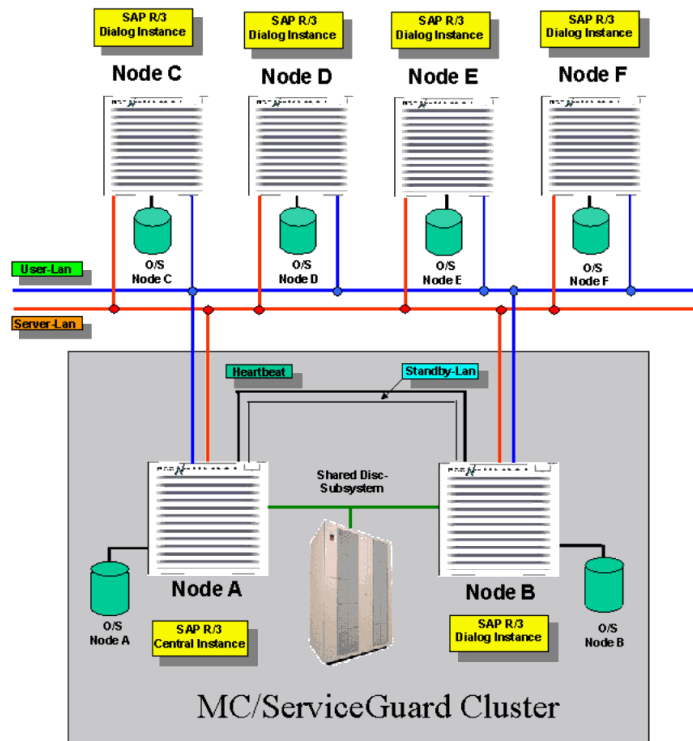 SAP R/3
Dialog Instance
SAP R/3
Dialog Instance
SAP R/3
Dialog Instance
SAP R/3
Dialog Instance
Node C
Node D
Node E
Node F
O/S
Node C
O/S
Node D
O/S
Node E
O/S
Node F
User-Lan
Server-Lan
Heartbeat
Standby-Lan
Shared Disc-
Subsystem
Node A
Node B
O/S
Node A
SAP R/3
Central Instance
SAP R/3
Dialog Instance
O/S
Node B
MC/ServiceGuard Cluster